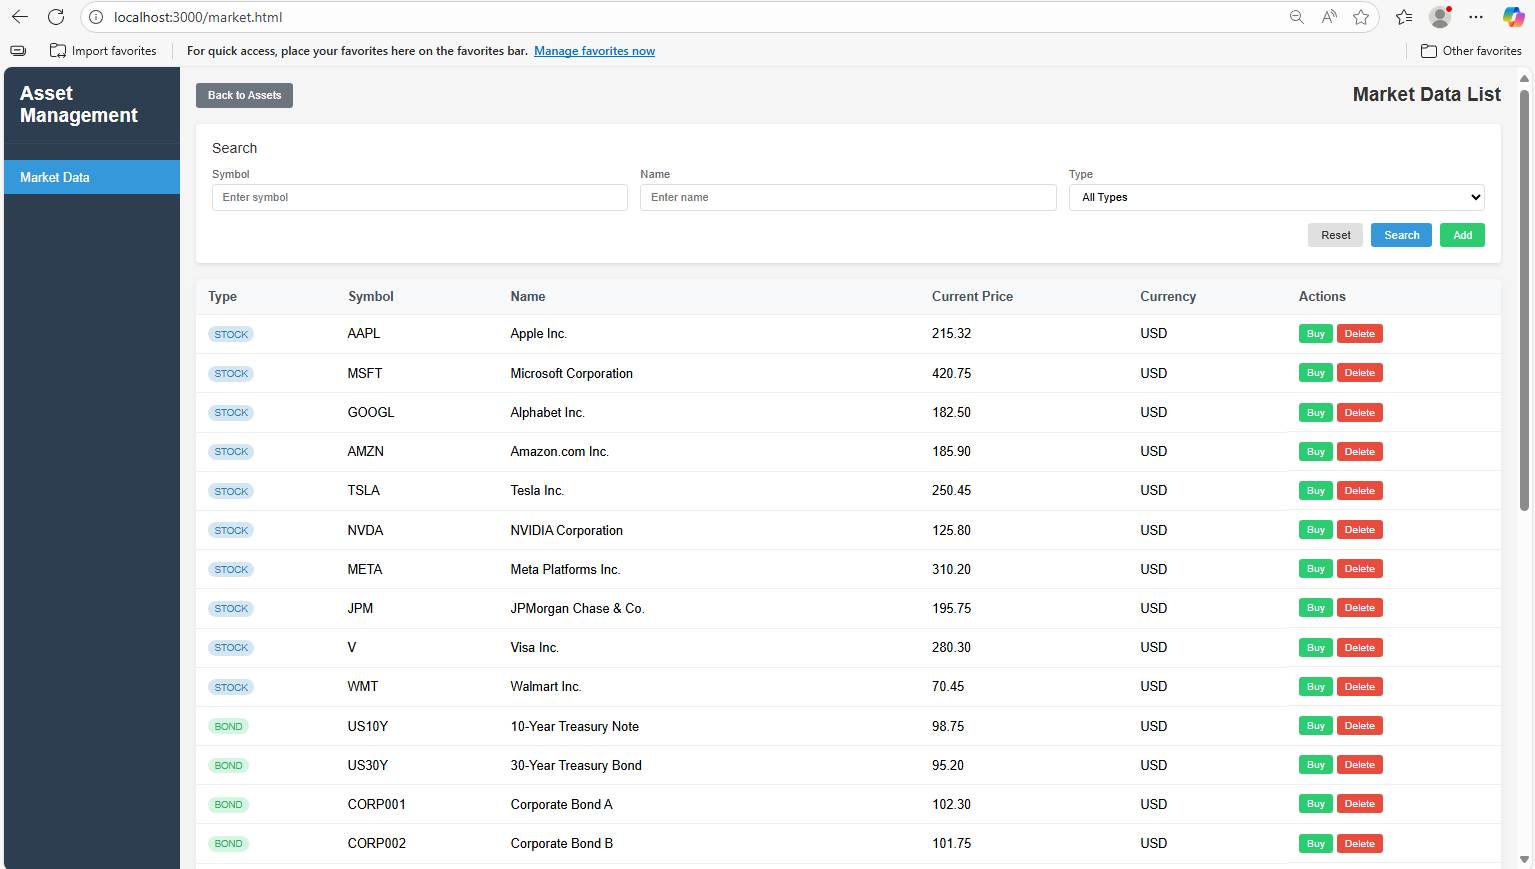 localhost:3000/market.html
Import favorites For quick access, place your favorites here on the favorites bar. Manage favorites now Other favorites
Asset
Management
Market Data
Back to Assets
Market Data List
Search
Symbol Name Type
Enter symbol Enter name All Types
Reset Search Add
Type Symbol Name Current Price Currency Actions
STOCK AAPL Apple Inc. 215.32 USD Buy Delete
STOCK MSFT Microsoft Corporation 420.75 USD Buy Delete
STOCK GOOGL Alphabet Inc. 182.50 USD Buy Delete
STOCK AMZN Amazon.com Inc. 185.90 USD Buy Delete
STOCK TSLA Tesla Inc. 250.45 USD Buy Delete
STOCK NVDA NVIDIA Corporation 125.80 USD Buy Delete
STOCK META Meta Platforms Inc. 310.20 USD Buy Delete
STOCK JPM JPMorgan Chase & Co. 195.75 USD Buy Delete
STOCK V Visa Inc. 280.30 USD Buy Delete
STOCK WMT Walmart Inc. 70.45 USD Buy Delete
BOND US10Y 10-Year Treasury Note 98.75 USD Buy Delete
BOND US30Y 30-Year Treasury Bond 95.20 USD Buy Delete
BOND CORP001 Corporate Bond A 102.30 USD Buy Delete
BOND CORP002 Corporate Bond B 101.75 USD Buy Delete